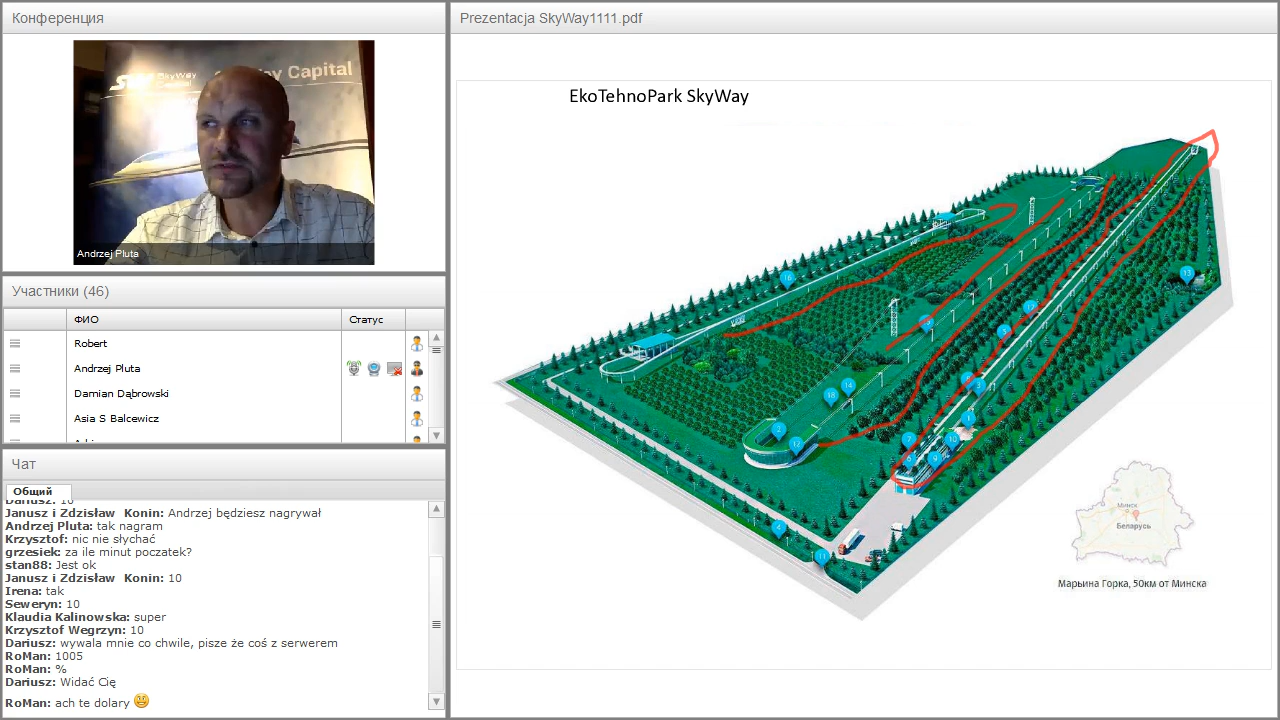 Конференция
SkyWay
Capital
SkyWay Capital
Andrzej Pluta
Участники (46)
ФИО
Статус
Robert
Andrzej Pluta
Damian Dąbrowski
Asia S Balcewicz
Чат
Общий
Dariusz: 10
Janusz i Zdzisław Konin: Andrzej będziesz nagrywał
Andrzej Pluta: tak nagram
Krzysztof: nic nie słychać
grzesiek: za ile minut poczatek?
stan88: Jest ok
Janusz i Zdzisław Konin: 10
Irena: tak
Seweryn: 10
Klaudia Kalinowska: super
Krzysztof Wegrzyn: 10
Dariusz: wywala mnie co chwile, pisze że coś z serwerem
RoMan: 1005
RoMan: %
Dariusz: Widać Cię
RoMan: ach te dolary
Prezentacja SkyWay1111.pdf
EkoTehnoPark SkyWay
16
13
17
5
3
14
18
2
12
7
10
9
1
4
11
Минск
Беларусь
Марьина Горка, 50км от Минска